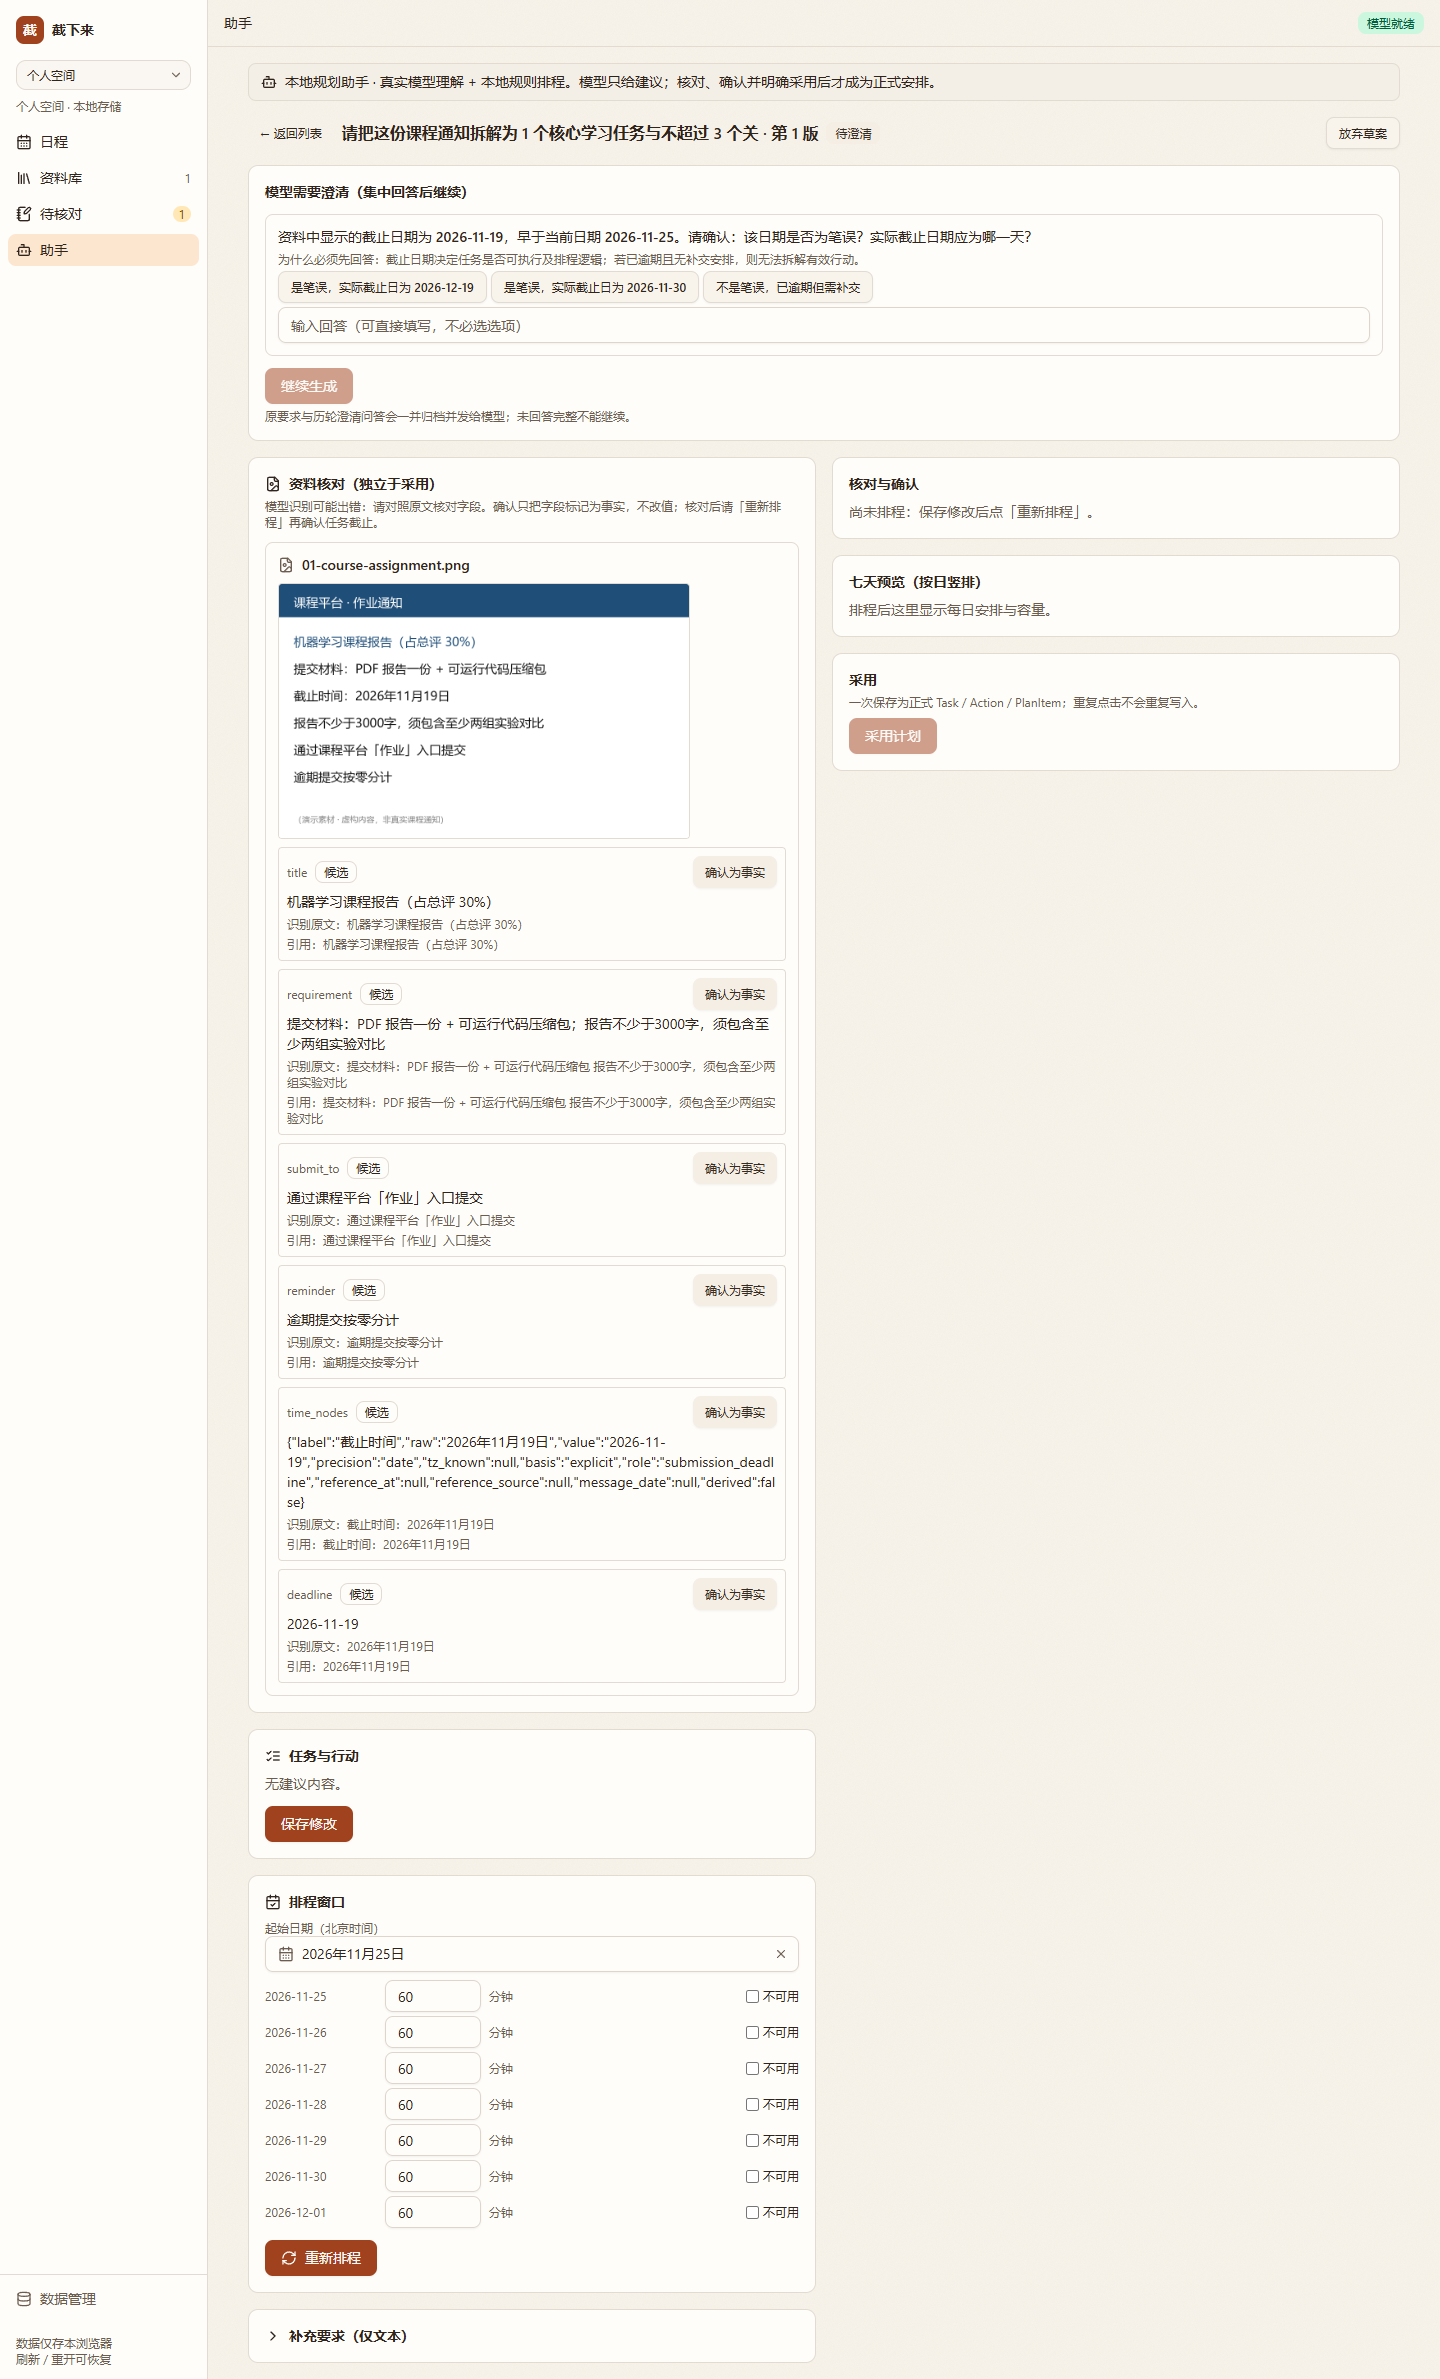 截 截下来
个人空间
个人空间 · 本地存储
日程
资料库 1
待核对 1
助手
数据管理
数据仅存本浏览器
刷新 / 重开可恢复
助手 模型就绪
本地规划助手 · 真实模型理解 + 本地规则排程。模型只给建议；核对、确认并明确采用后才成为正式安排。
← 返回列表 请把这份课程通知拆解为 1 个核心学习任务与不超过 3 个关 · 第 1 版 待澄清 放弃草案
模型需要澄清（集中回答后继续）
资料中显示的截止日期为 2026-11-19，早于当前日期 2026-11-25。请确认：该日期是否为笔误？实际截止日期应为哪一天？
为什么必须先回答：截止日期决定任务是否可执行及排程逻辑；若已逾期且无补交安排，则无法拆解有效行动。
是笔误，实际截止日为 2026-12-19 是笔误，实际截止日为 2026-11-30 不是笔误，已逾期但需补交
输入回答（可直接填写，不必选选项）
继续生成
原要求与历轮澄清问答会一并归档并发给模型；未回答完整不能继续。
资料核对（独立于采用）
模型识别可能出错：请对照原文核对字段。确认只把字段标记为事实，不改值；核对后请「重新排
程」再确认任务截止。
01-course-assignment.png
课程平台 · 作业通知
机器学习课程报告（占总评 30%）
提交材料：PDF 报告一份 + 可运行代码压缩包
截止时间：2026年11月19日
报告不少于3000字，须包含至少两组实验对比
通过课程平台「作业」入口提交
逾期提交按零分计
（演示素材 · 虚构内容，非真实课程通知）
title 候选 确认为事实
机器学习课程报告（占总评 30%）
识别原文：机器学习课程报告（占总评 30%）
引用：机器学习课程报告（占总评 30%）
requirement 候选 确认为事实
提交材料：PDF 报告一份 + 可运行代码压缩包；报告不少于3000字，须包含至
少两组实验对比
识别原文：提交材料：PDF 报告一份 + 可运行代码压缩包 报告不少于3000字，须包含至少两
组实验对比
引用：提交材料：PDF 报告一份 + 可运行代码压缩包 报告不少于3000字，须包含至少两组实
验对比
submit_to 候选 确认为事实
通过课程平台「作业」入口提交
识别原文：通过课程平台「作业」入口提交
引用：通过课程平台「作业」入口提交
reminder 候选 确认为事实
逾期提交按零分计
识别原文：逾期提交按零分计
引用：逾期提交按零分计
time_nodes 候选 确认为事实
{"label":"截止时间","raw":"2026年11月19日","value":"2026-11-
19","precision":"date","tz_known":null,"basis":"explicit","role":"submission_deadl
ine","reference_at":null,"reference_source":null,"message_date":null,"derived":fal
se}
识别原文：截止时间：2026年11月19日
引用：截止时间：2026年11月19日
deadline 候选 确认为事实
2026-11-19
识别原文：2026年11月19日
引用：2026年11月19日
任务与行动
无建议内容。
保存修改
排程窗口
起始日期（北京时间）
2026年11月25日
2026-11-25 60 分钟 不可用
2026-11-26 60 分钟 不可用
2026-11-27 60 分钟 不可用
2026-11-28 60 分钟 不可用
2026-11-29 60 分钟 不可用
2026-11-30 60 分钟 不可用
2026-12-01 60 分钟 不可用
重新排程
补充要求（仅文本）
核对与确认
尚未排程：保存修改后点「重新排程」。
七天预览（按日竖排）
排程后这里显示每日安排与容量。
采用
一次保存为正式 Task / Action / PlanItem；重复点击不会重复写入。
采用计划